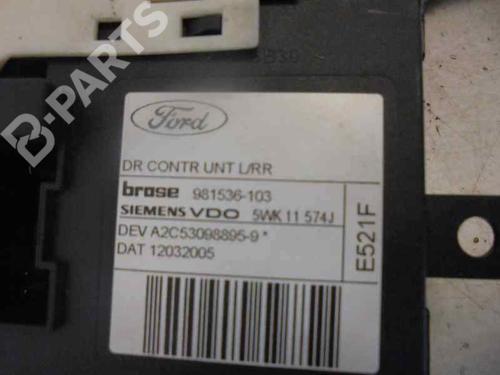 B-PARTS
Ford
DR CONTR UNT L/RR
brose 981536-103
SIEMENS VDO 5WK 11 574J
DEV A2C53098895-9 *
DAT 12032005
E521F